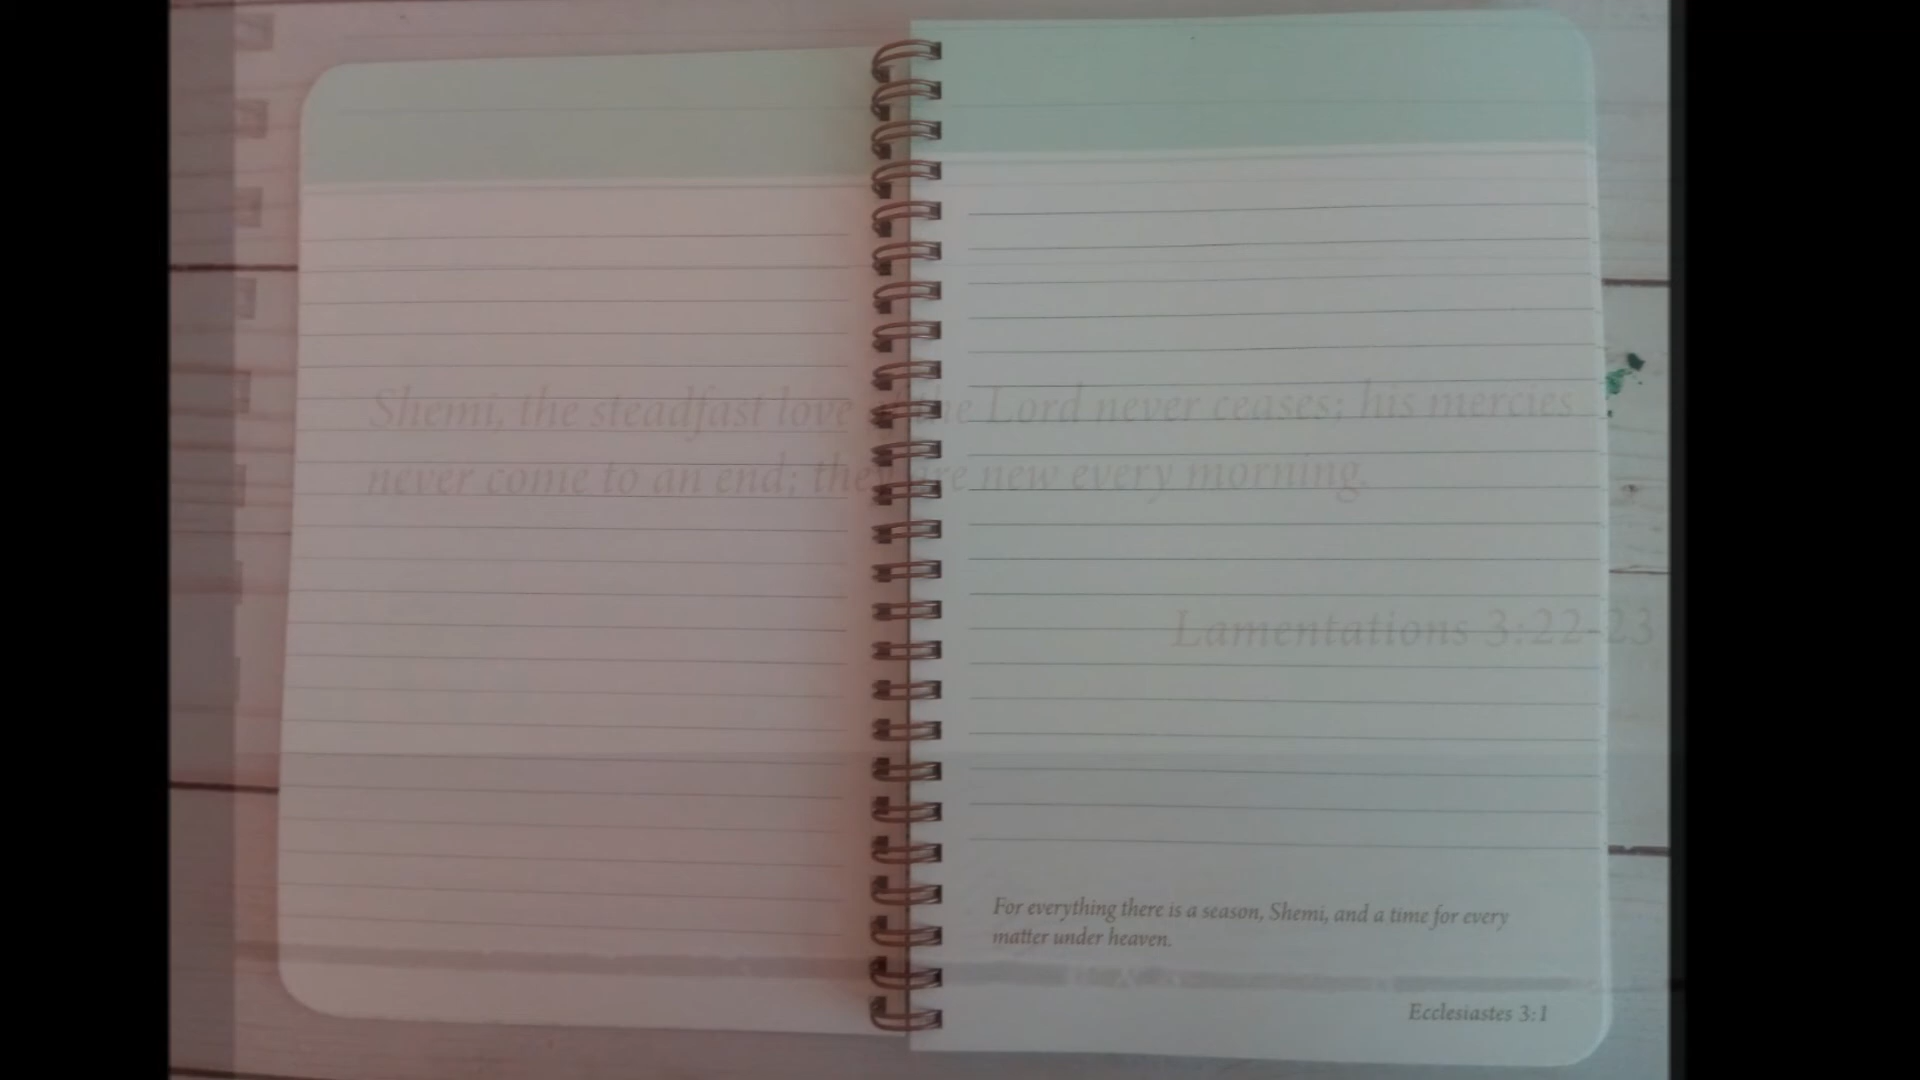 Shemi, the steadfast love of the Lord never ceases; his mercies
never come to an end; they are new every morning.
Lamentations 3:22-23
For everything there is a season, Shemi, and a time for every
matter under heaven.
Ecclesiastes 3:1